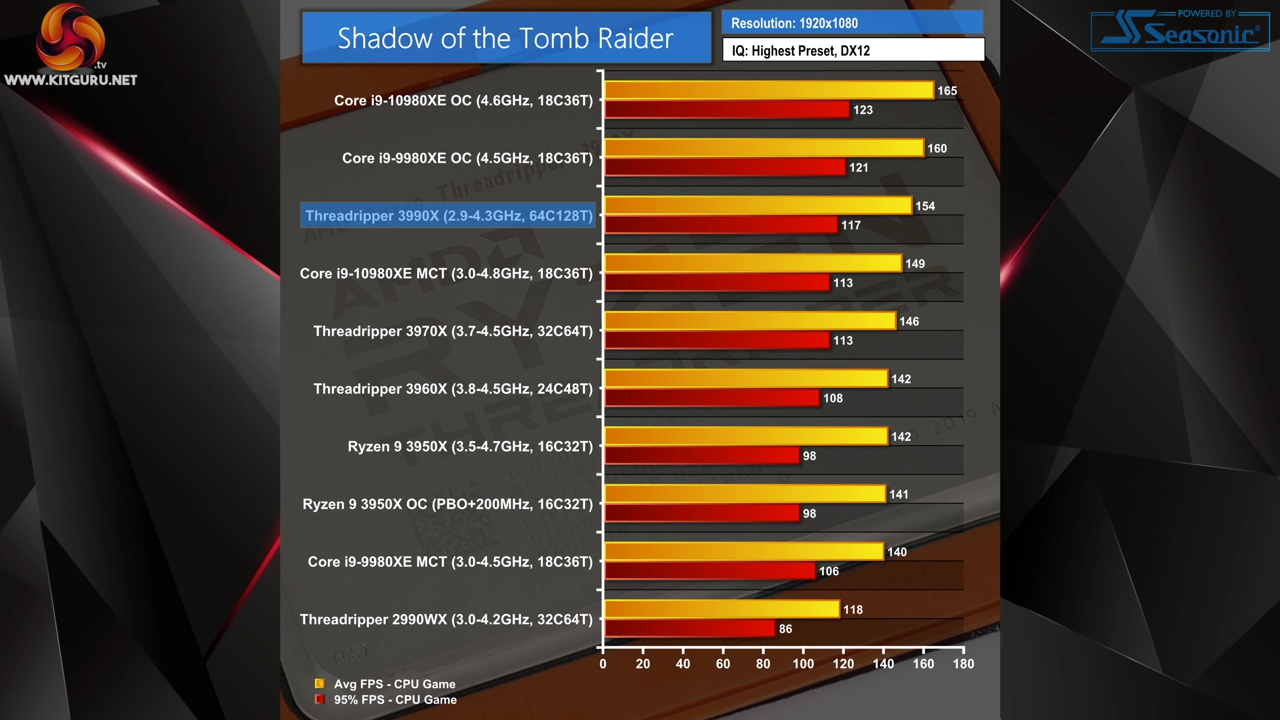 .tv
WWW.KITGURU.NET
Shadow of the Tomb Raider
Resolution: 1920x1080
IQ: Highest Preset, DX12
POWERED BY
Seasonic
Core i9-10980XE OC (4.6GHz, 18C36T)
165
123
Core i9-9980XE OC (4.5GHz, 18C36T)
160
121
Threadripper 3990X (2.9-4.3GHz, 64C128T)
154
117
Core i9-10980XE MCT (3.0-4.8GHz, 18C36T)
149
113
Threadripper 3970X (3.7-4.5GHz, 32C64T)
146
113
Threadripper 3960X (3.8-4.5GHz, 24C48T)
142
108
Ryzen 9 3950X (3.5-4.7GHz, 16C32T)
142
98
Ryzen 9 3950X OC (PBO+200MHz, 16C32T)
141
98
Core i9-9980XE MCT (3.0-4.5GHz, 18C36T)
140
106
Threadripper 2990WX (3.0-4.2GHz, 32C64T)
118
86
0 20 40 60 80 100 120 140 160 180
Avg FPS - CPU Game
95% FPS - CPU Game
AMD
RYZEN
THREADRIPPER